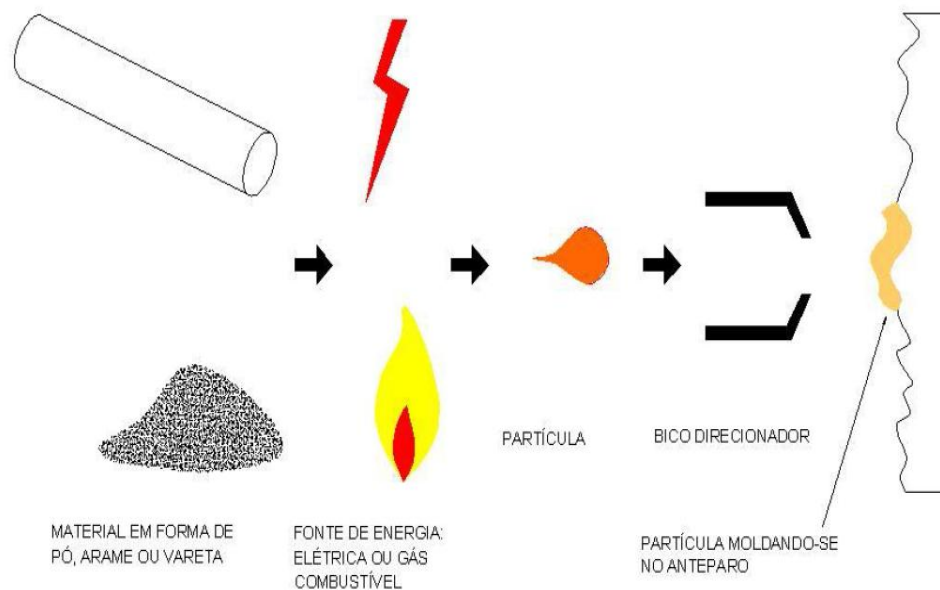 MATERIAL EM FORMA DE
PÓ, ARAME OU VARETA
FONTE DE ENERGIA:
ELÉTRICA OU GÁS
COMBUSTÍVEL
PARTÍCULA
BICO DIRECIONADOR
PARTÍCULA MOLDANDO-SE
NO ANTEPARO